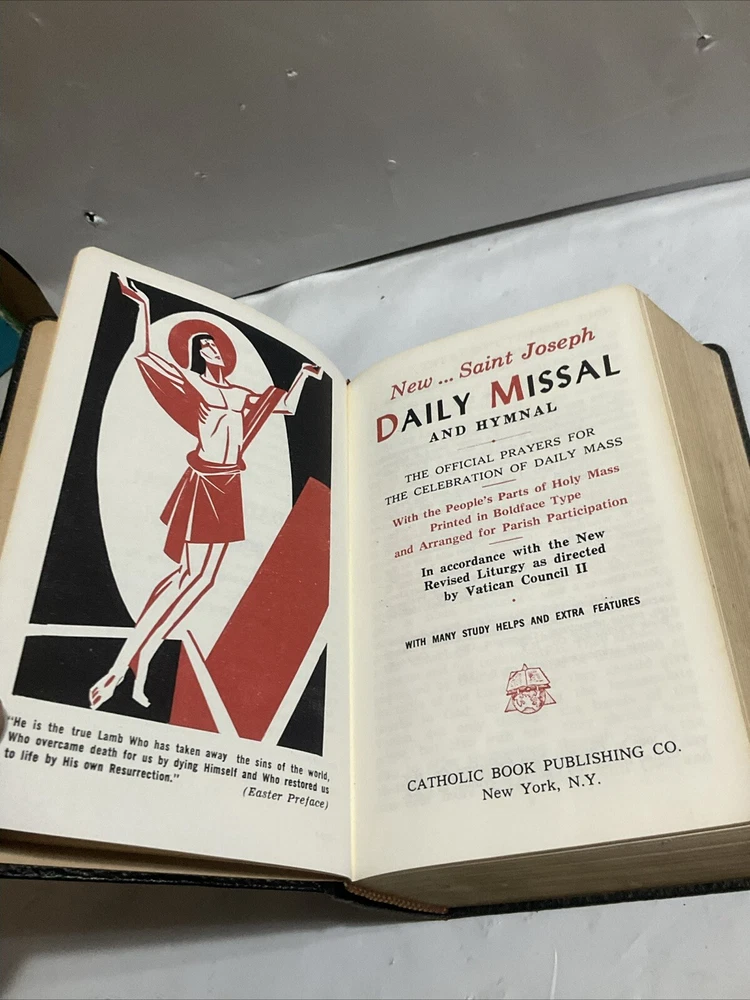 "He is the true Lamb Who has taken away the sins of the world,
Who overcame death for us by dying Himself and Who restored us
to life by His own Resurrection."
(Easter Preface)
New ... Saint Joseph
DAILY MISSAL
AND HYMNAL
THE OFFICIAL PRAYERS FOR
THE CELEBRATION OF DAILY MASS
With the People's Parts of Holy Mass
Printed in Boldface Type
and Arranged for Parish Participation
In accordance with the New
Revised Liturgy as directed
by Vatican Council II
WITH MANY STUDY HELPS AND EXTRA FEATURES
CATHOLIC BOOK PUBLISHING CO.
New York, N.Y.